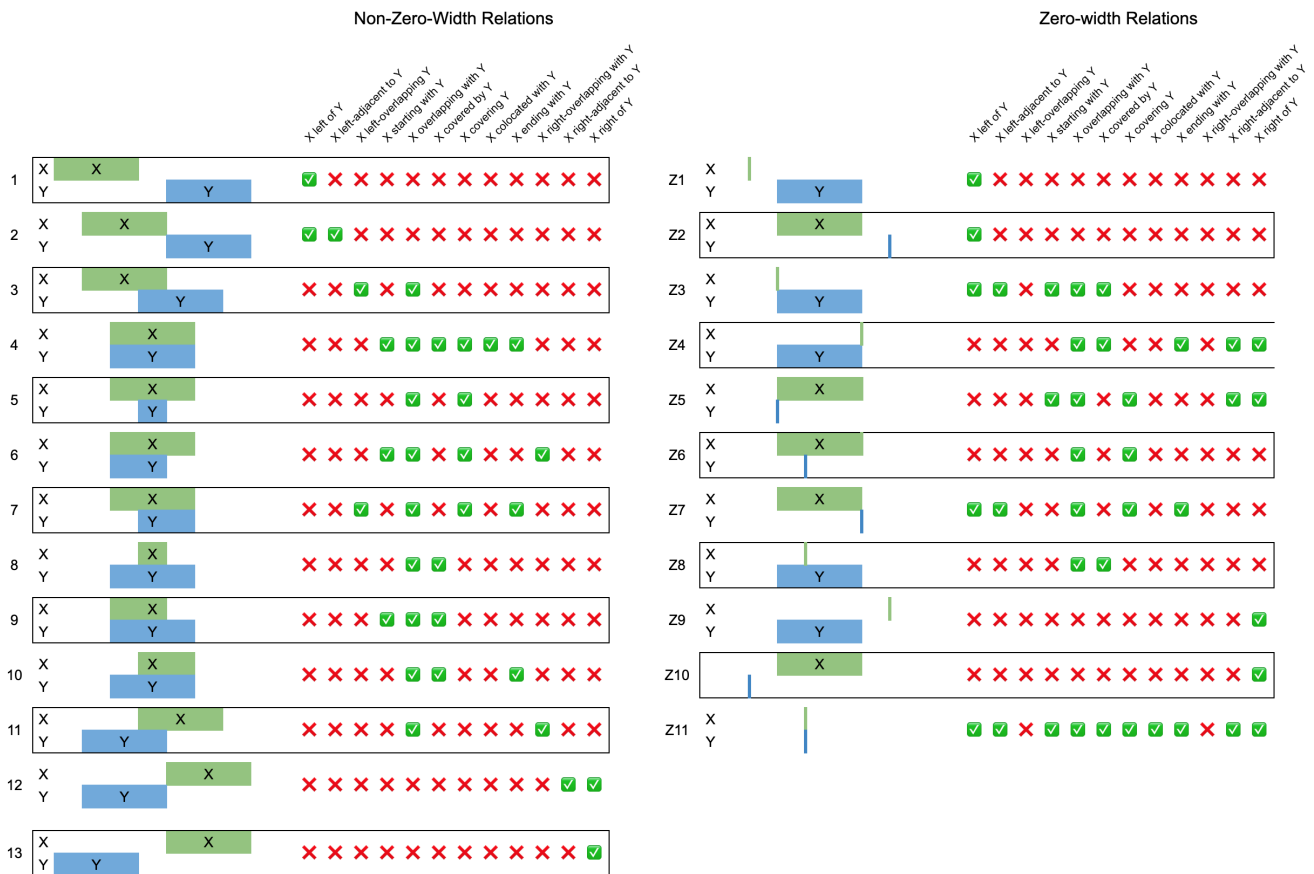 Non-Zero-Width Relations
Zero-width Relations
X left of Y
X left-adjacent to Y
X left-overlapping Y
X starting with Y
X overlapping with Y
X covered by Y
X covering Y
X colocated with Y
X ending with Y
X right-overlapping with Y
X right-adjacent to Y
X right of Y
X left of Y
X left-adjacent to Y
X left-overlapping Y
X starting with Y
X overlapping with Y
X covered by Y
X covering Y
X colocated with Y
X ending with Y
X right-overlapping with Y
X right-adjacent to Y
X right of Y
1
X X
Y Y
2
X X
Y Y
3
X X
Y Y
4
X X
Y Y
5
X X
Y Y
6
X X
Y Y
7
X X
Y Y
8
X X
Y Y
9
X X
Y Y
10
X X
Y Y
11
X X
Y Y
12
X X
Y Y
13
X X
Y Y
Z1
X
Y Y
Z2
X X
Y
Z3
X
Y Y
Z4
X
Y Y
Z5
X X
Y
Z6
X X
Y
Z7
X X
Y
Z8
X
Y Y
Z9
X
Y Y
Z10
X X
Y
Z11
X
Y